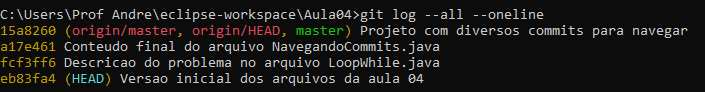 C:\Users\Prof Andre\eclipse-workspace\Aula04>git log --all --oneline
15a8260 (origin/master, origin/HEAD, master) Projeto com diversos commits para navegar
a17e461 Conteudo final do arquivo NavegandoCommits.java
fcf3ff6 Descricao do problema no arquivo LoopWhile.java
eb83fa4 (HEAD) Versao inicial dos arquivos da aula 04